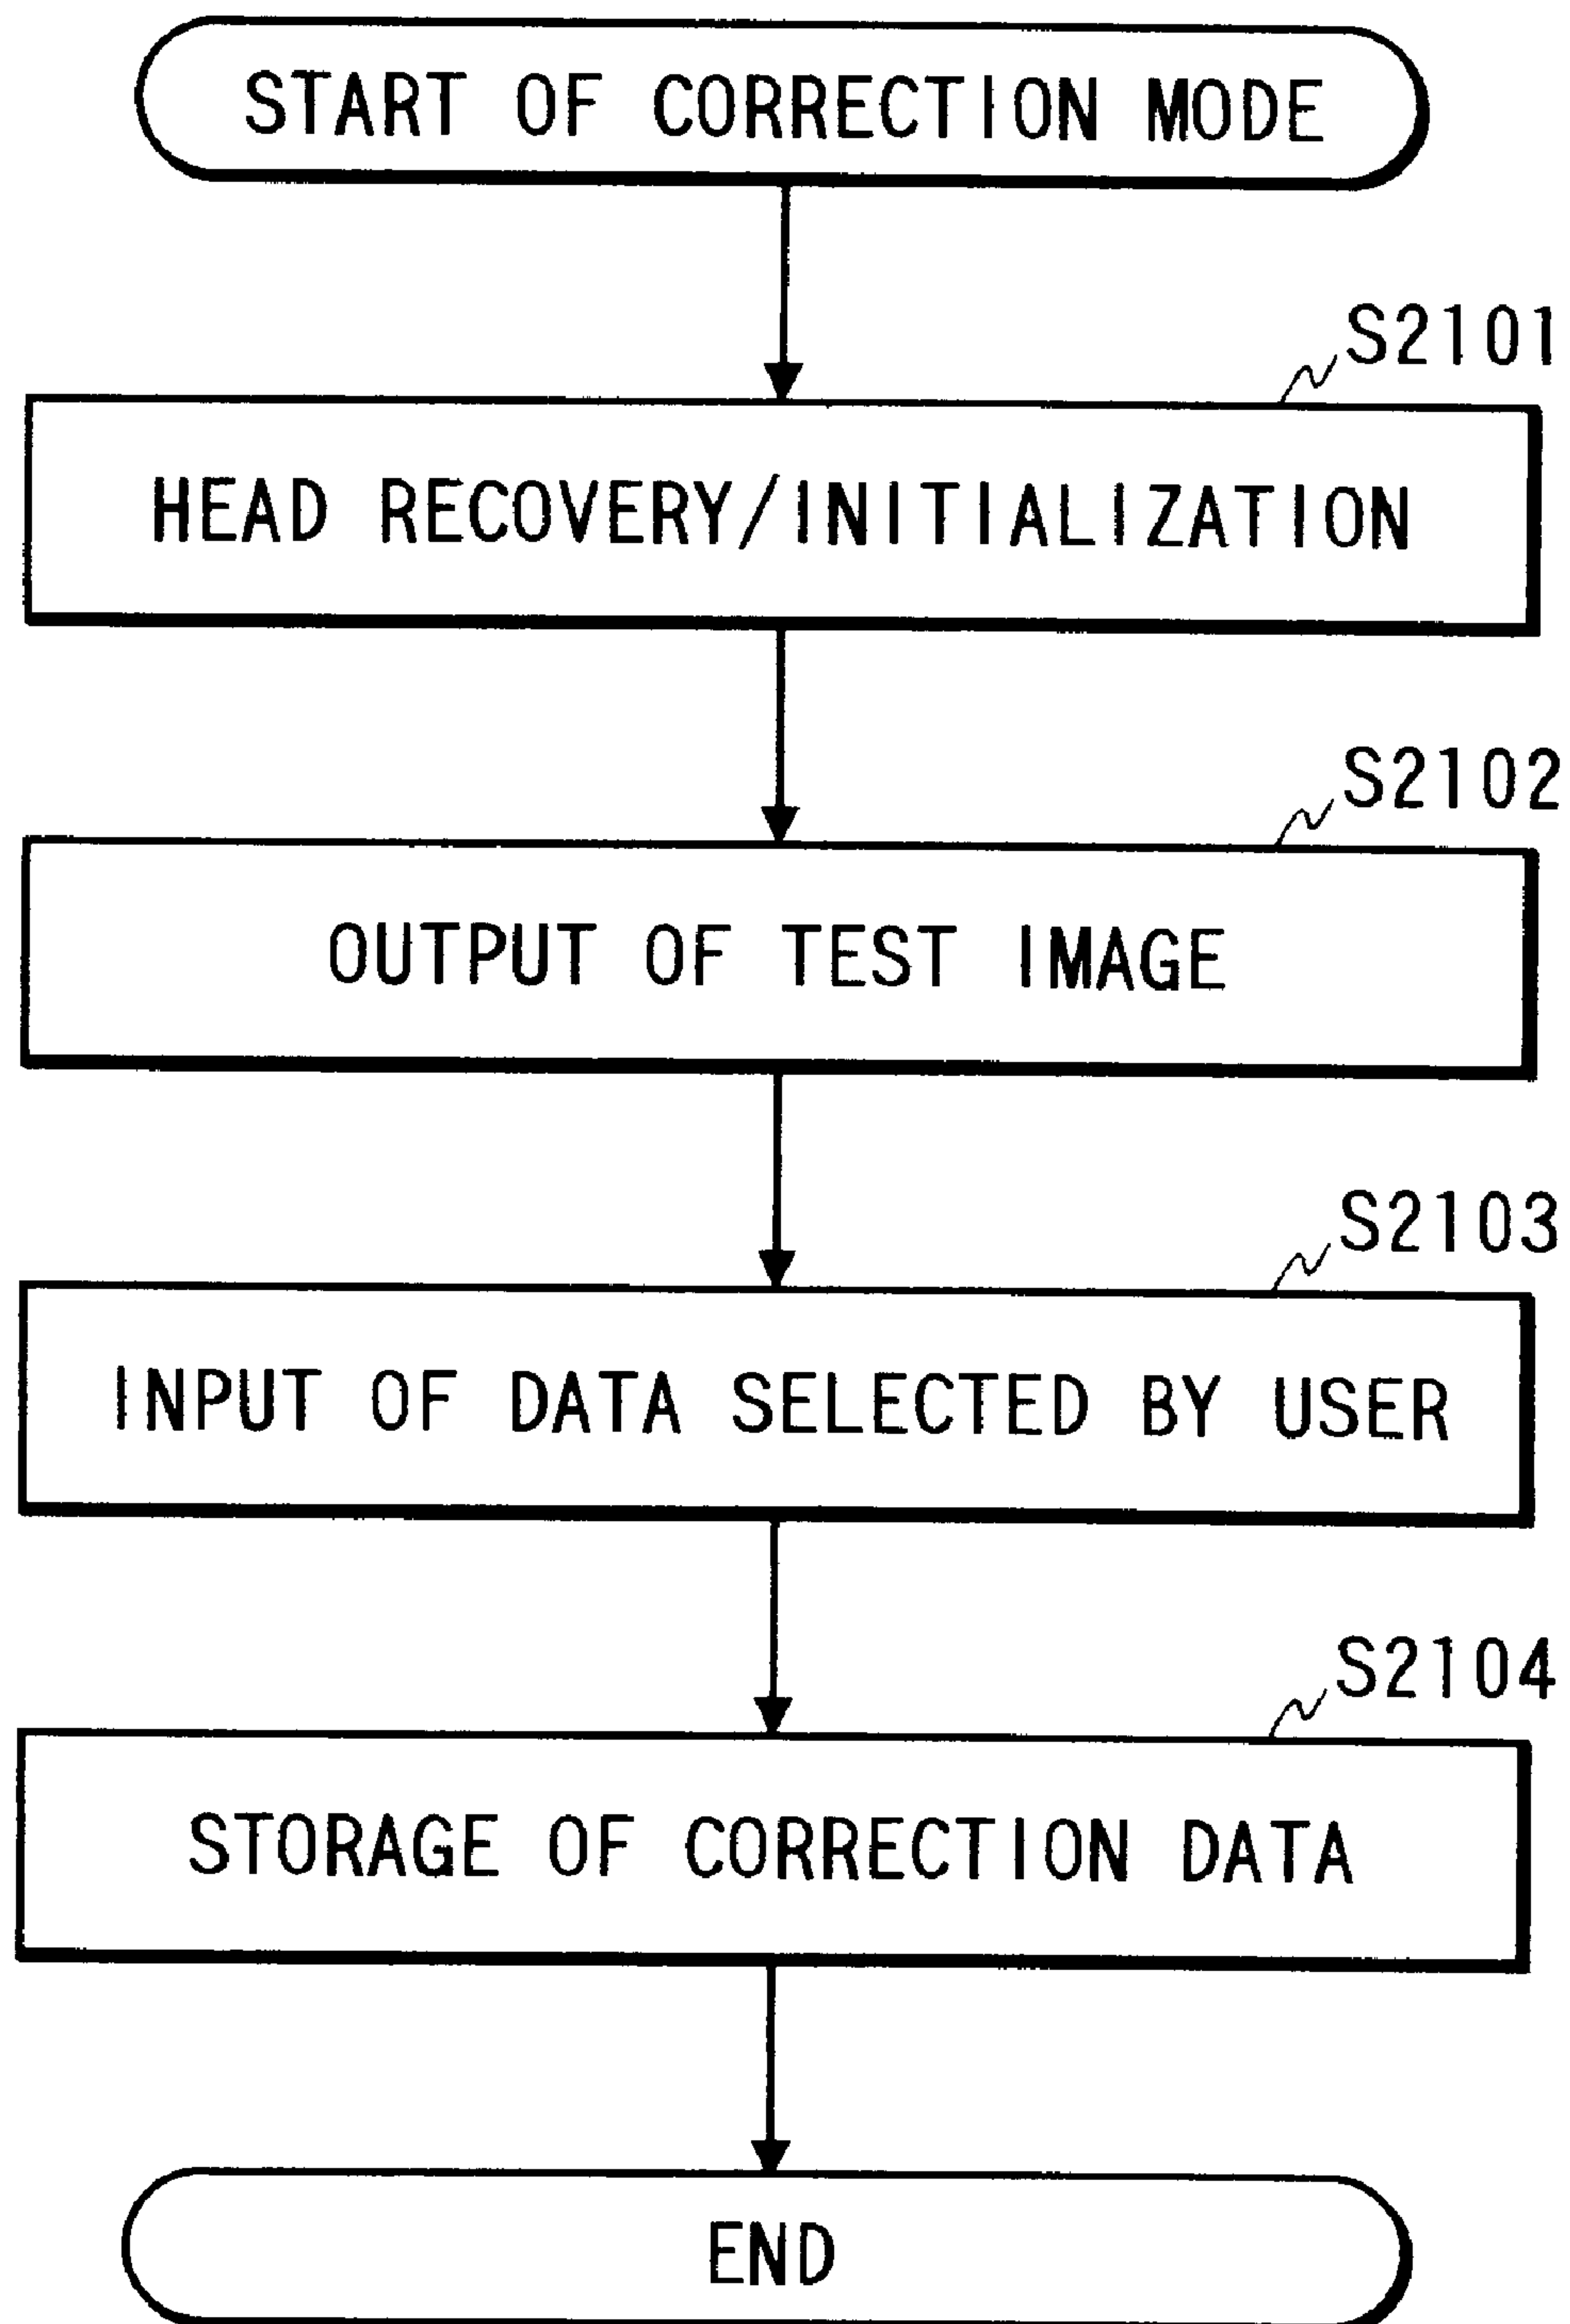 START OF CORRECTION MODE
S2101
HEAD RECOVERY/INITIALIZATION
S2102
OUTPUT OF TEST IMAGE
S2103
INPUT OF DATA SELECTED BY USER
S2104
STORAGE OF CORRECTION DATA
END